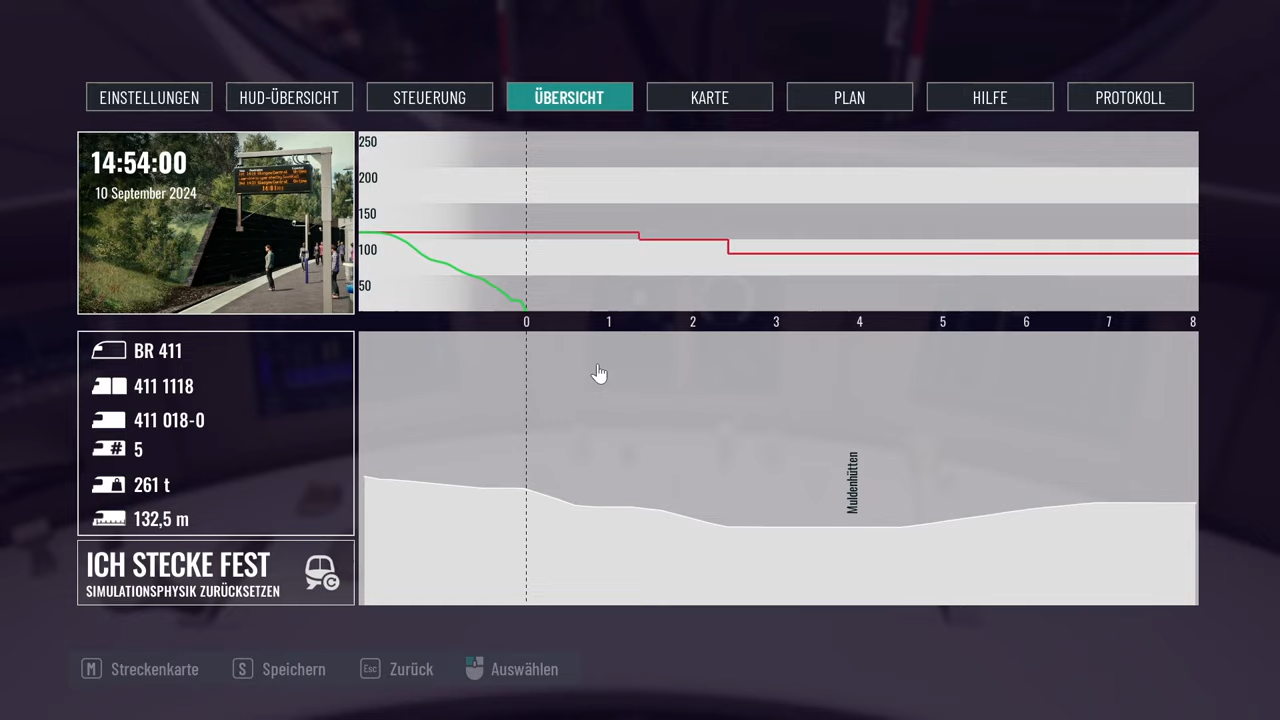 EINSTELLUNGEN
HUD-ÜBERSICHT
STEUERUNG
ÜBERSICHT
KARTE
PLAN
HILFE
PROTOKOLL
14:54:00
10 September 2024
250
200
150
100
50
0 1 2 3 4 5 6 7 8
BR 411
411 1118
411 018-0
# 5
261 t
132,5 m
Muldenhütten
ICH STECKE FEST
SIMULATIONSPHYSIK ZURÜCKSETZEN
M Streckenkarte
S Speichern
Esc Zurück
Auswählen